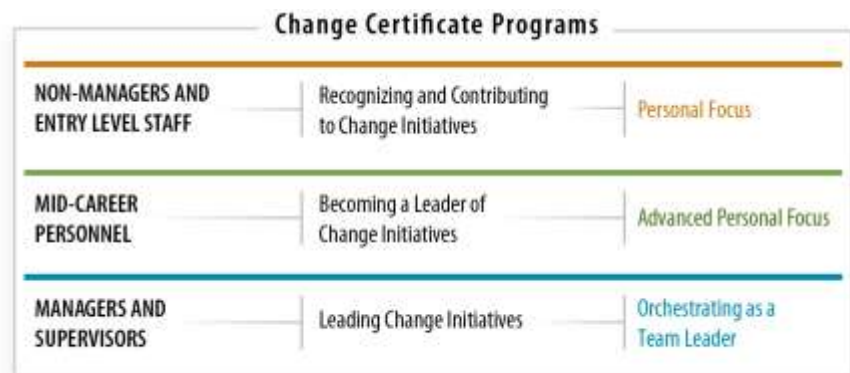 Change Certificate Programs
NON-MANAGERS AND
ENTRY LEVEL STAFF
Recognizing and Contributing
to Change Initiatives
Personal Focus
MID-CAREER
PERSONNEL
Becoming a Leader of
Change Initiatives
Advanced Personal Focus
MANAGERS AND
SUPERVISORS
Leading Change Initiatives
Orchestrating as a
Team Leader